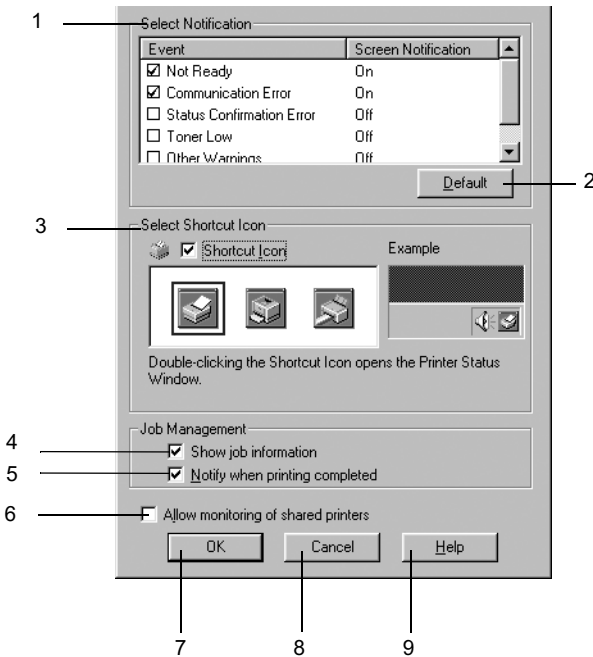 1 Select Notification
Event Screen Notification
Not Ready On
Communication Error On
Status Confirmation Error Off
Toner Low Off
Other Warnings Off
Default 2
3 Select Shortcut Icon
Shortcut Icon Example
Double-clicking the Shortcut Icon opens the Printer Status
Window.
Job Management
4 Show job information
5 Notify when printing completed
6 Allow monitoring of shared printers
OK Cancel Help
7 8 9